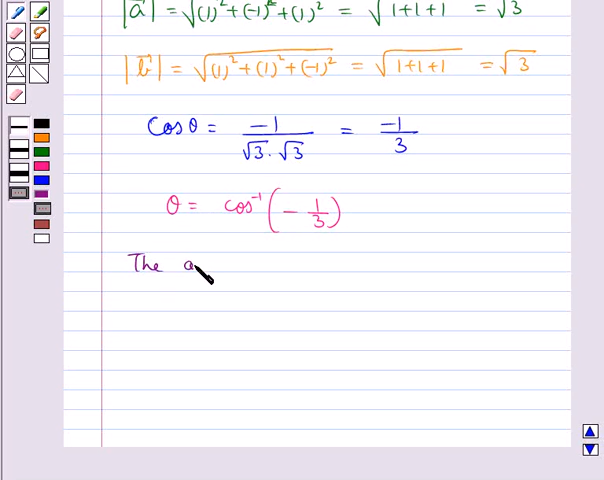 |a⃗| = √(1)² + (-1)² + (1)² = √1+1+1 = √3
|b⃗| = √(1)² + (1)² + (-1)² = √1+1+1 = √3
Cosθ = -1/√3 . √3 = -1/3
θ = cos⁻¹(- 1/3)
The a